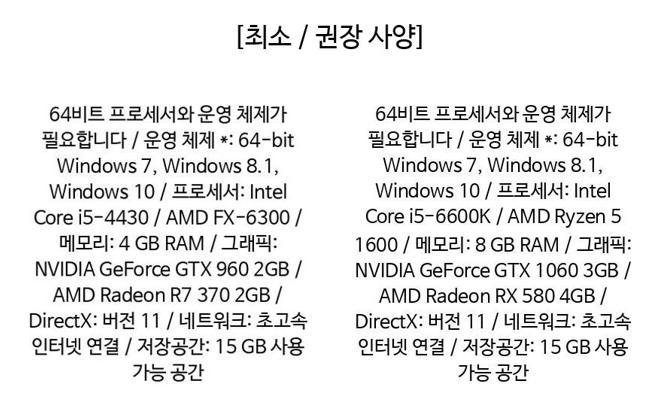 [최소 / 권장 사양]
64비트 프로세서와 운영 체제가
필요합니다 / 운영 체제 *: 64-bit
Windows 7, Windows 8.1,
Windows 10 / 프로세서: Intel
Core i5-4430 / AMD FX-6300 /
메모리: 4 GB RAM / 그래픽:
NVIDIA GeForce GTX 960 2GB /
AMD Radeon R7 370 2GB /
DirectX: 버전 11 / 네트워크: 초고속
인터넷 연결 / 저장공간: 15 GB 사용
가능 공간
64비트 프로세서와 운영 체제가
필요합니다 / 운영 체제 *: 64-bit
Windows 7, Windows 8.1,
Windows 10 / 프로세서: Intel
Core i5-6600K / AMD Ryzen 5
1600 / 메모리: 8 GB RAM / 그래픽:
NVIDIA GeForce GTX 1060 3GB /
AMD Radeon RX 580 4GB /
DirectX: 버전 11 / 네트워크: 초고속
인터넷 연결 / 저장공간: 15 GB 사용
가능 공간